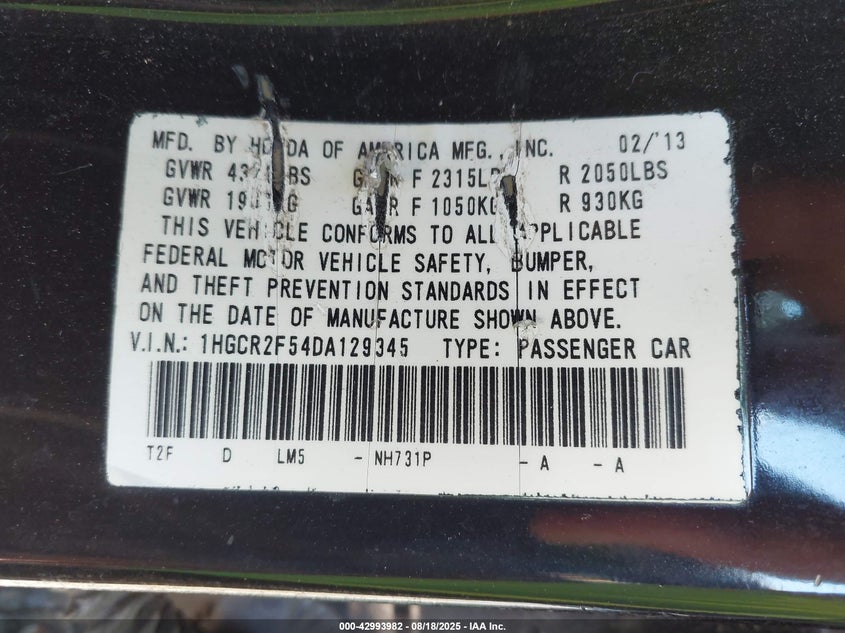 MFD. BY HONDA OF AMERICA MFG., INC. 02/'13
GVWR F 2315LBS R 2050LBS
GVWR GAWR F 1050KG R 930KG
THIS VEHICLE CONFORMS TO ALL APPLICABLE
FEDERAL MOTOR VEHICLE SAFETY, BUMPER,
AND THEFT PREVENTION STANDARDS IN EFFECT
ON THE DATE OF MANUFACTURE SHOWN ABOVE.
V.I.N.: 1HGCR2F54DA129345 TYPE: PASSENGER CAR
T2F D LM5 - NH731P - A - A
000-42993982 - 08/18/2025 - IAA Inc.